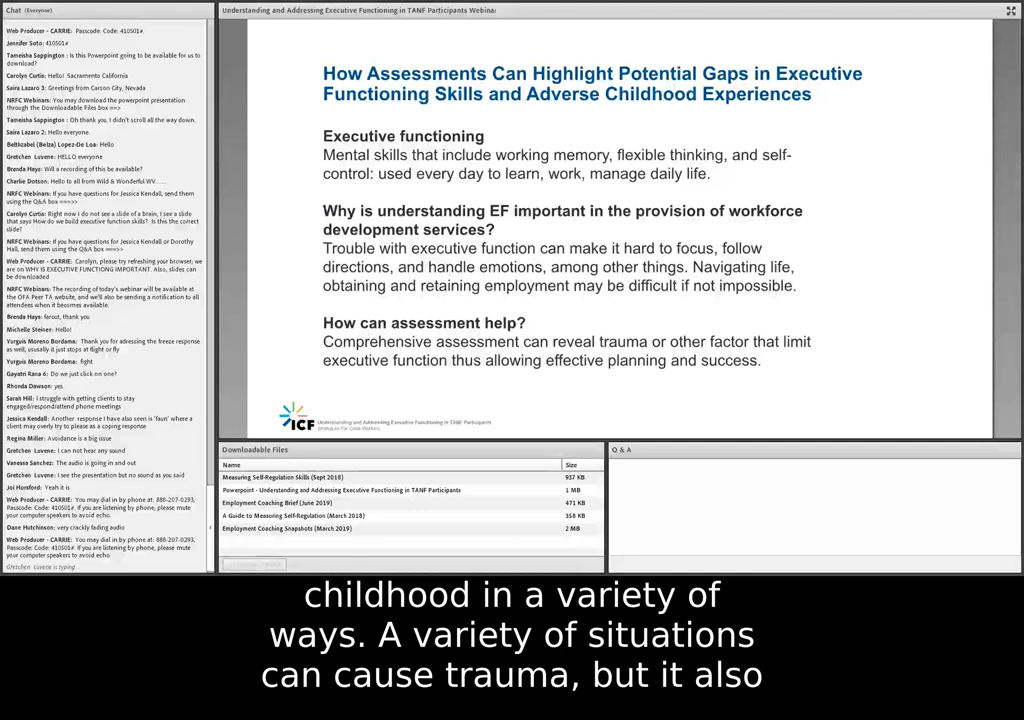 Chat (Everyone)
Web Producer - CARRIE: Passcode: Code: 410501#.
Jennifer Soto: 410501#
Tameisha Sappington : Is this Powerpoint going to be available for us to
download?
Carolyn Curtis: Hello! Sacramento California
Saira Lazaro 3: Greetings from Carson City, Nevada
NRFC Webinars: You may download the powerpoint presentation
through the Downloadable Files box ==>
Tameisha Sappington : Oh thank you, I didn't scroll all the way down.
Saira Lazaro 2: Hello everyone.
Belthzabel (Belza) Lopez-De Loa: Hello
Gretchen Luvene: HELLO everyone
Brenda Hays: Will a recording of this be available?
Charlie Dotson: Hello to all from Wild & Wonderful WV.....
NRFC Webinars: If you have questions for Jessica Kendall, send them
using the Q&A box ===>>
Carolyn Curtis: Right now I do not see a slide of a brain, I see a slide
that says How do we build executive function skills? Is this the correct
slide?
NRFC Webinars: If you have questions for Jessica Kendall or Dorothy
Hall, send them using the Q&A box ===>>
Web Producer - CARRIE: Carolyn, please try refreshing your browser; we
are on WHY IS EXECUTIVE FUNCTIONG IMPORTANT. Also, slides can
be downloaded
NRFC Webinars: The recording of today's webinar will be available at
the OFA Peer TA website, and we'll also be sending a notification to all
attendees when it becomes available.
Brenda Hays: farout, thank you
Michelle Steiner: Hello!
Yurguis Moreno Bordama: Thank you for adressing the freeze response
as well, ususally it just stops at flight or fly
Yurguis Moreno Bordama: fight
Gayatri Rana 6: Do we just click on one?
Rhonda Dawson: yes
Sarah Hill: I struggle with getting clients to stay
engaged/respond/attend phone meetings
Jessica Kendall: Another response I have also seen is 'faun' where a
client may overly try to please as a coping response
Regina Miller: Avoidance is a big issue
Gretchen Luvene: I can not hear any sound
Vanessa Sanchez: The audio is going in and out
Gretchen Luvene: I see the presentation but no sound as you said
Joi Horsford: Yeah it is
Web Producer - CARRIE: You may dial in by phone at: 888-207-0293,
Passcode: Code: 410501#. If you are listening by phone, please mute
your computer speakers to avoid echo.
Dane Hutchinson: very crackly fading audio
Web Producer - CARRIE: You may dial in by phone at: 888-207-0293,
Passcode: Code: 410501#. If you are listening by phone, please mute
your computer speakers to avoid echo.
Gretchen Luvene is typing
Understanding and Addressing Executive Functioning in TANF Participants Webinar
How Assessments Can Highlight Potential Gaps in Executive
Functioning Skills and Adverse Childhood Experiences
Executive functioning
Mental skills that include working memory, flexible thinking, and self-
control: used every day to learn, work, manage daily life.
Why is understanding EF important in the provision of workforce
development services?
Trouble with executive function can make it hard to focus, follow
directions, and handle emotions, among other things. Navigating life,
obtaining and retaining employment may be difficult if not impossible.
How can assessment help?
Comprehensive assessment can reveal trauma or other factor that limit
executive function thus allowing effective planning and success.
ICF
Understanding and Addressing Executive Functioning in TANF Participants
Strategies For Case Workers
Downloadable Files
Name Size
Measuring Self-Regulation Skills (Sept 2018) 937 KB
Powerpoint - Understanding and Addressing Executive Functioning in TANF Participants 1 MB
Employment Coaching Brief (June 2019) 471 KB
A Guide to Measuring Self-Regulation (March 2018) 358 KB
Employment Coaching Snapshots (March 2019) 2 MB
Q & A
childhood in a variety of
ways. A variety of situations
can cause trauma, but it also